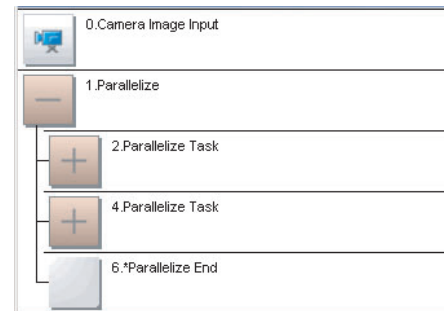 0.Camera Image Input
1.Parallelize
2.Parallelize Task
4.Parallelize Task
6.*Parallelize End